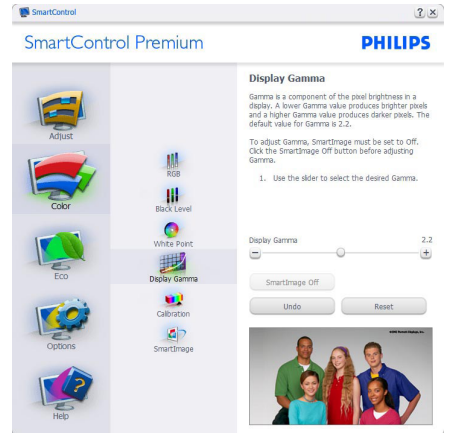 SmartControl
?
x
SmartControl Premium
PHILIPS
Adjust
Color
Eco
Options
Help
RGB
Black Level
White Point
Display Gamma
Calibration
SmartImage
Display Gamma
Gamma is a component of the pixel brightness in a
display. A lower Gamma value produces brighter pixels
and a higher Gamma value produces darker pixels. The
default value for Gamma is 2.2.
To adjust Gamma, SmartImage must be set to Off.
Click the SmartImage Off button before adjusting
Gamma.
1. Use the slider to select the desired Gamma.
Display Gamma 2.2
SmartImage Off
Undo Reset